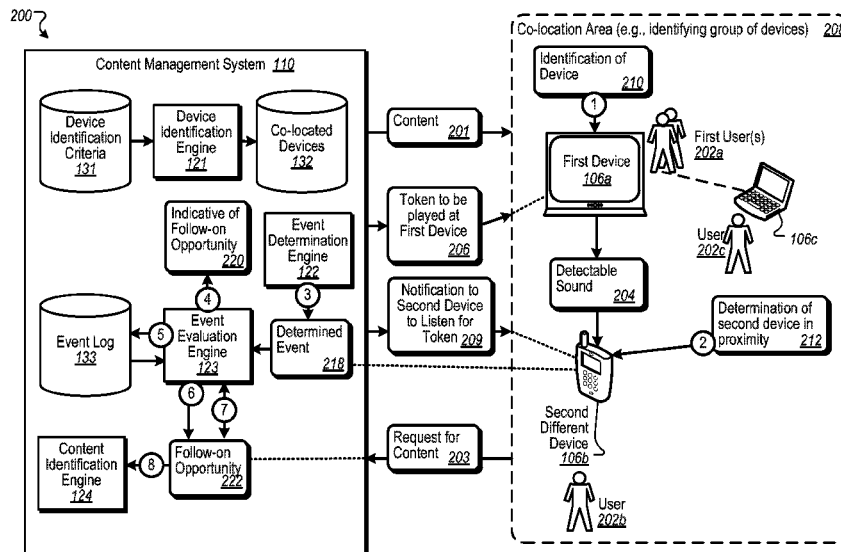 200
Content Management System 110
Device
Identification
Criteria
131
Device
Identification
Engine
121
Co-located
Devices
132
Indicative of
Follow-on
Opportunity
220
Event
Determination
Engine
122
3
4
5
Event Log
133
Event
Evaluation
Engine
123
Determined
Event
218
6
7
Content
Identification
Engine
124
8
Follow-on
Opportunity
222
Content
201
Token to be
played at
First Device
206
Notification to
Second Device
to Listen for
Token 209
Request for
Content
203
Co-location Area (e.g., identifying group of devices)
Identification of
Device
210
1
First Device
106a
First User(s)
202a
User
202c
106c
Detectable
Sound
204
2
Determination of
second device in
proximity
212
Second
Different
Device
106b
User
202b